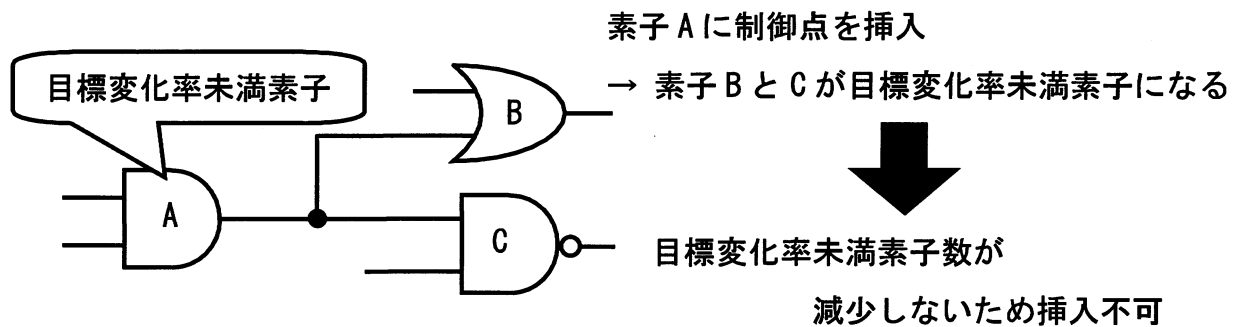 素子Aに制御点を挿入
→ 素子BとCが目標変化率未満素子になる
目標変化率未満素子
B
A
C
目標変化率未満素子数が
減少しないため挿入不可